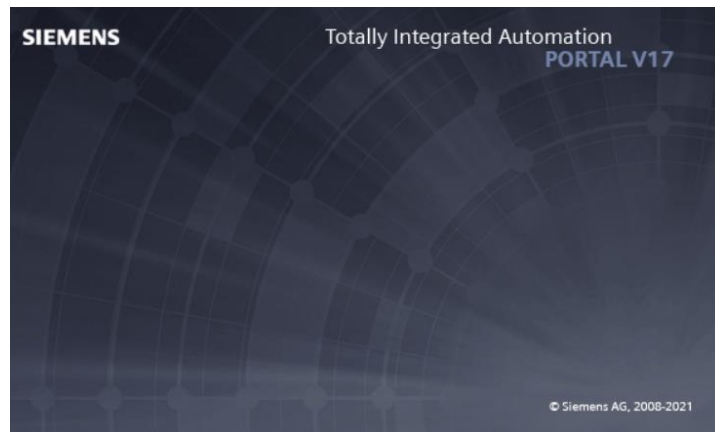 SIEMENS
Totally Integrated Automation
PORTAL V17
© Siemens AG, 2008-2021